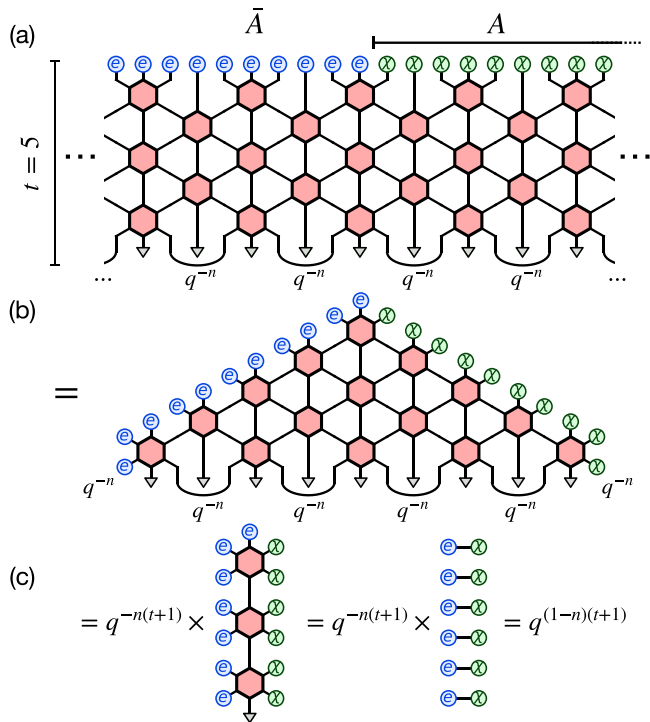 (a)
Ā A
e e e e e e e e e e χ χ χ χ χ χ χ χ χ
t = 5
... ...
... q⁻ⁿ q⁻ⁿ q⁻ⁿ q⁻ⁿ ...
(b)
e
e χ
e χ
e χ
e χ
e χ
e χ
e χ
e χ
e χ
=
e χ
q⁻ⁿ q⁻ⁿ
q⁻ⁿ q⁻ⁿ q⁻ⁿ q⁻ⁿ
(c)
e
e χ e χ
e χ e χ
e χ e χ
= q⁻ⁿ⁽ᵗ⁺¹⁾ × = q⁻ⁿ⁽ᵗ⁺¹⁾ × = q⁽¹⁻ⁿ⁾⁽ᵗ⁺¹⁾
e χ e χ
e χ e χ
e χ e χ